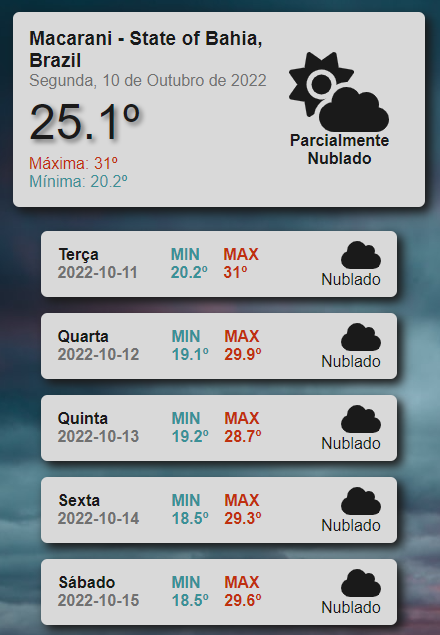 Macarani - State of Bahia,
Brazil
Segunda, 10 de Outubro de 2022
25.1º
Máxima: 31º
Mínima: 20.2º
Parcialmente
Nublado
Terça MIN MAX
2022-10-11 20.2º 31º
Nublado
Quarta MIN MAX
2022-10-12 19.1º 29.9º
Nublado
Quinta MIN MAX
2022-10-13 19.2º 28.7º
Nublado
Sexta MIN MAX
2022-10-14 18.5º 29.3º
Nublado
Sábado MIN MAX
2022-10-15 18.5º 29.6º
Nublado